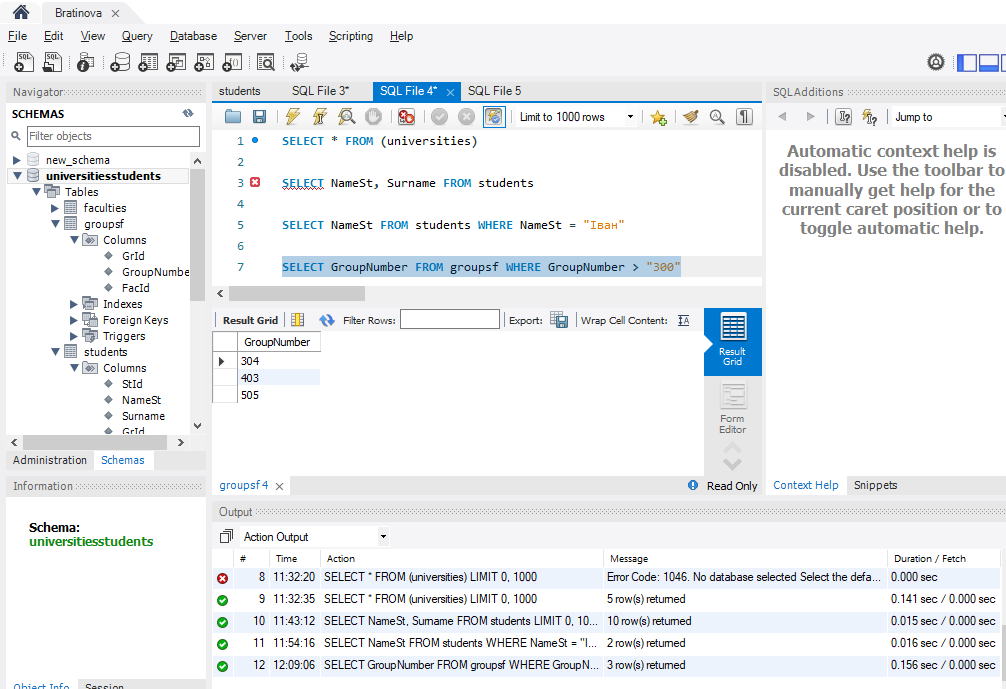 Bratinova
File Edit View Query Database Server Tools Scripting Help
Navigator
SCHEMAS
Filter objects
new_schema
universitiesstudents
Tables
faculties
groupsf
Columns
GrId
GroupNumbe
FacId
Indexes
Foreign Keys
Triggers
students
Columns
StId
NameSt
Surname
GrId
Administration Schemas
Information
Schema:
universitiesstudents
Object Info Session
students SQL File 3* SQL File 4* SQL File 5
Limit to 1000 rows
1 SELECT * FROM (universities)
2
3 SELECT NameSt, Surname FROM students
4
5 SELECT NameSt FROM students WHERE NameSt = "Іван"
6
7 SELECT GroupNumber FROM groupsf WHERE GroupNumber > "300"
Result Grid Filter Rows: Export: Wrap Cell Content:
GroupNumber
304
403
505
Result
Grid
Form
Editor
groupsf 4 Read Only
SQLAdditions
Jump to
Automatic context help is
disabled. Use the toolbar to
manually get help for the
current caret position or to
toggle automatic help.
Context Help Snippets
Output
Action Output
# Time Action Message Duration / Fetch
8 11:32:20 SELECT * FROM (universities) LIMIT 0, 1000 Error Code: 1046. No database selected Select the defa... 0.000 sec
9 11:32:35 SELECT * FROM (universities) LIMIT 0, 1000 5 row(s) returned 0.141 sec / 0.000 sec
10 11:43:12 SELECT NameSt, Surname FROM students LIMIT 0, 10... 10 row(s) returned 0.015 sec / 0.000 sec
11 11:54:16 SELECT NameSt FROM students WHERE NameSt = "І... 2 row(s) returned 0.016 sec / 0.000 sec
12 12:09:06 SELECT GroupNumber FROM groupsf WHERE GroupN... 3 row(s) returned 0.156 sec / 0.000 sec